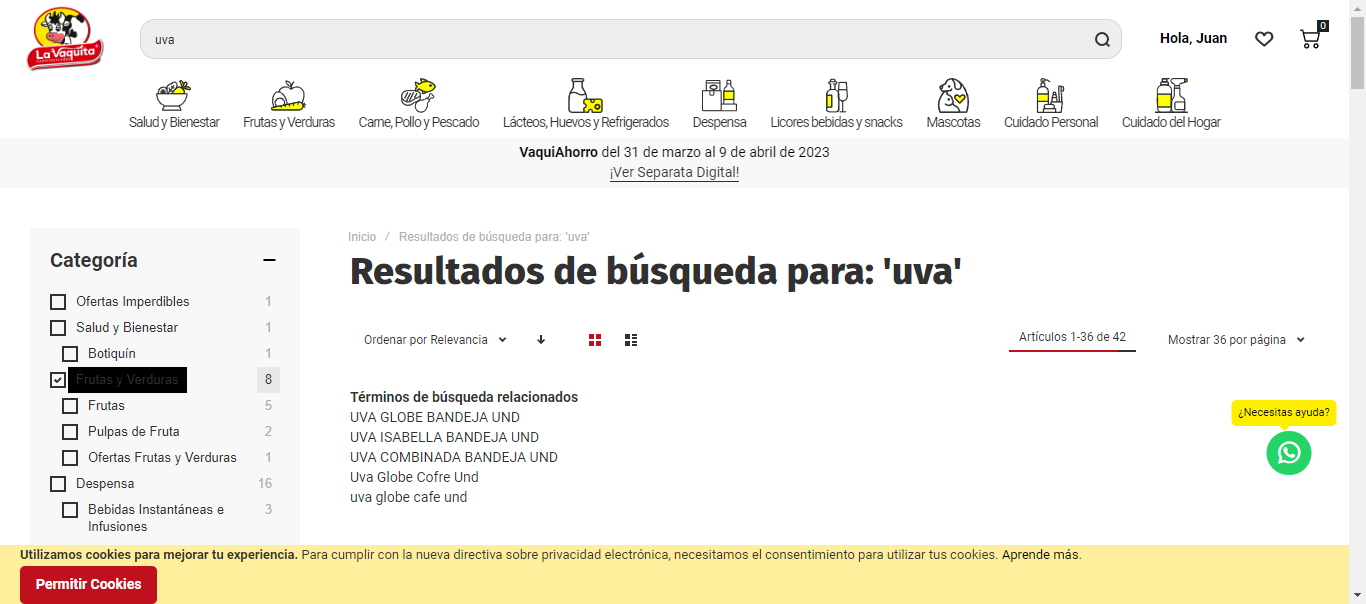 La Vaquita
uva
Hola, Juan
0
Salud y Bienestar
Frutas y Verduras
Carne, Pollo y Pescado
Lácteos, Huevos y Refrigerados
Despensa
Licores bebidas y snacks
Mascotas
Cuidado Personal
Cuidado del Hogar
VaquiAhorro del 31 de marzo al 9 de abril de 2023
¡Ver Separata Digital!
Categoría
Ofertas Imperdibles 1
Salud y Bienestar 1
Botiquín 1
Frutas y Verduras 8
Frutas 5
Pulpas de Fruta 2
Ofertas Frutas y Verduras 1
Despensa 16
Bebidas Instantáneas e 3
Infusiones
Inicio / Resultados de búsqueda para: 'uva'
Resultados de búsqueda para: 'uva'
Ordenar por Relevancia
Artículos 1-36 de 42
Mostrar 36 por página
Términos de búsqueda relacionados
UVA GLOBE BANDEJA UND
UVA ISABELLA BANDEJA UND
UVA COMBINADA BANDEJA UND
Uva Globe Cofre Und
uva globe cafe und
¿Necesitas ayuda?
Utilizamos cookies para mejorar tu experiencia. Para cumplir con la nueva directiva sobre privacidad electrónica, necesitamos el consentimiento para utilizar tus cookies. Aprende más.
Permitir Cookies